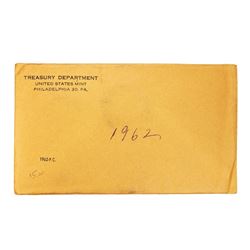 TREASURY DEPARTMENT
UNITED STATES MINT
PHILADELPHIA 30, PA.
1962